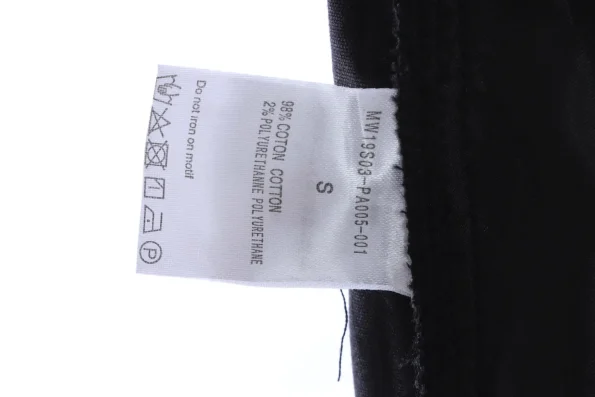 MW19S03-PA005-001
S
98% COTON COTTON
2% POLYURETHANNE POLYURETHANE
Do not iron on motif
P